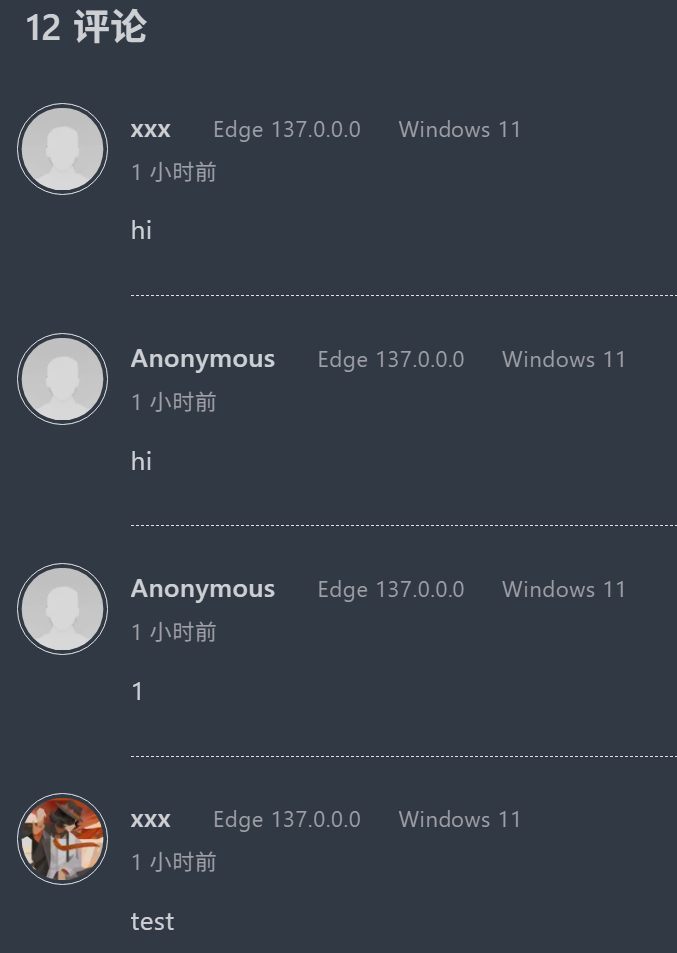 12 评论
xxx Edge 137.0.0.0 Windows 11
1 小时前
hi
Anonymous Edge 137.0.0.0 Windows 11
1 小时前
hi
Anonymous Edge 137.0.0.0 Windows 11
1 小时前
1
xxx Edge 137.0.0.0 Windows 11
1 小时前
test